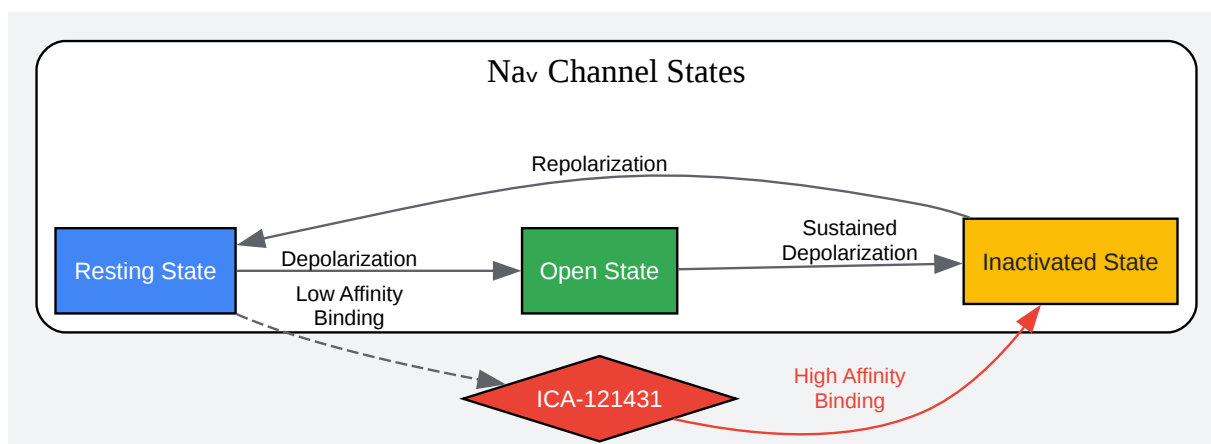 Naᵥ Channel States
Repolarization
Resting State
Depolarization
Open State
Sustained
Depolarization
Inactivated State
Low Affinity
Binding
ICA-121431
High Affinity
Binding